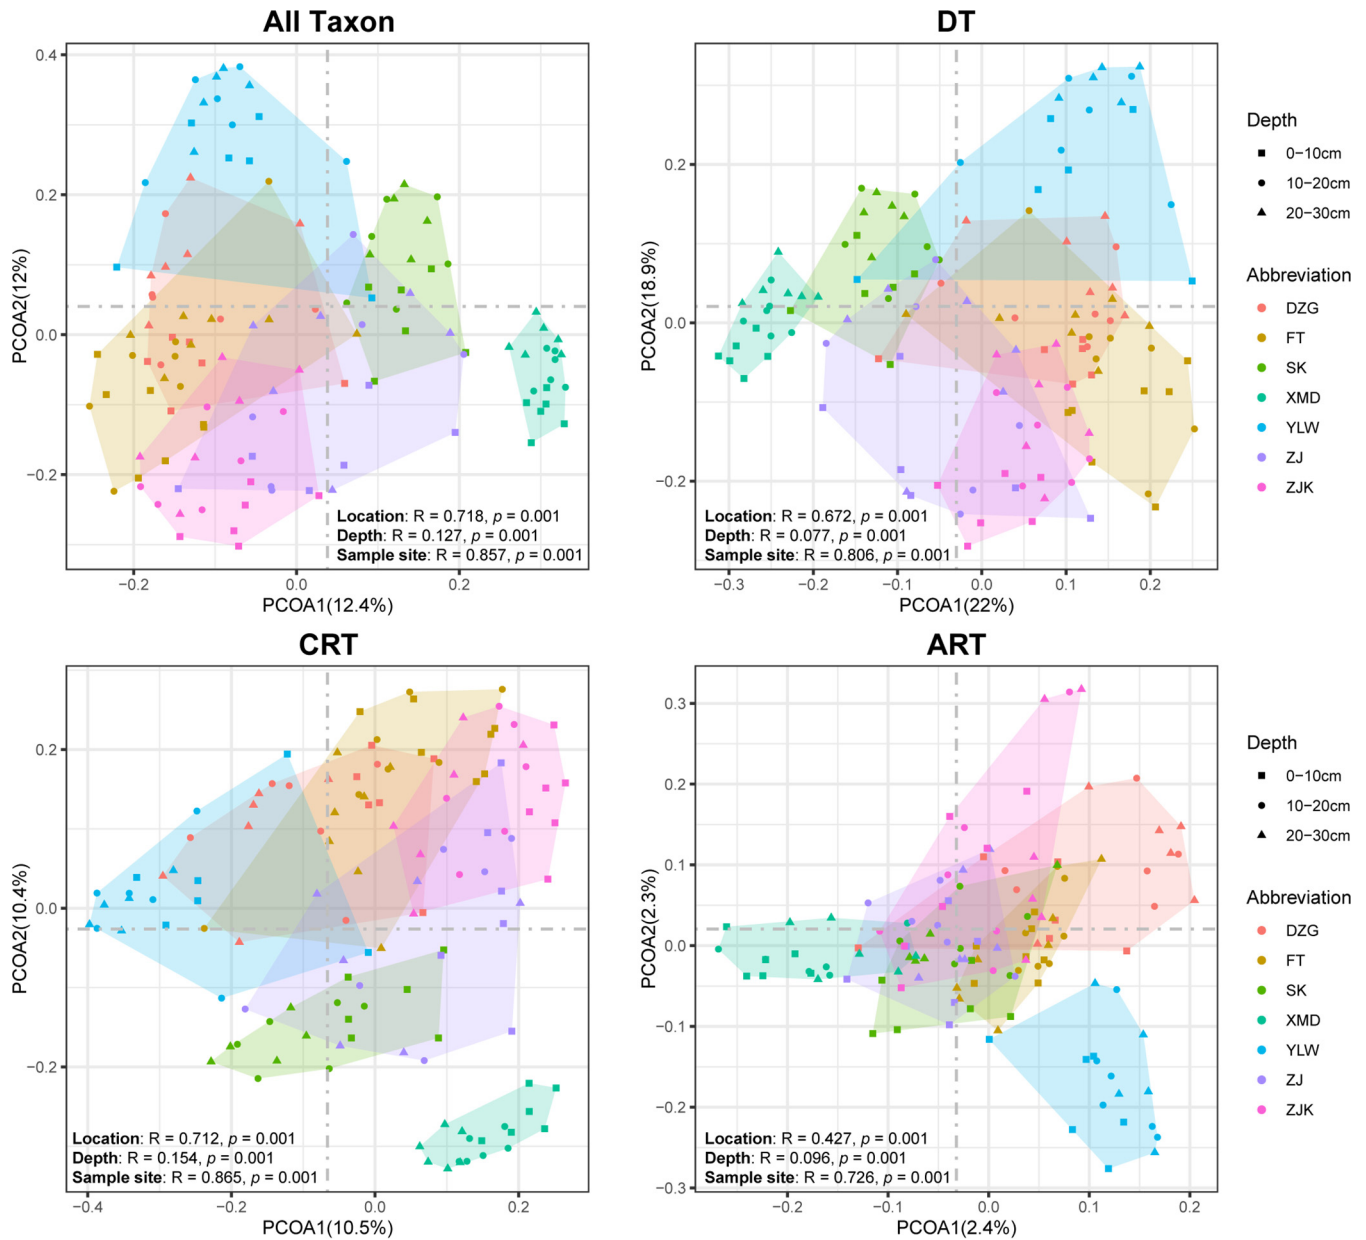 All Taxon
DT
0.4
0.2
0.0
−0.2
PCOA2(12%)
Location: R = 0.718, p = 0.001
Depth: R = 0.127, p = 0.001
Sample site: R = 0.857, p = 0.001
−0.2
0.0
0.2
PCOA1(12.4%)
0.2
0.0
−0.2
PCOA2(18.9%)
Location: R = 0.672, p = 0.001
Depth: R = 0.077, p = 0.001
Sample site: R = 0.806, p = 0.001
−0.3
−0.2
−0.1
0.0
0.1
0.2
PCOA1(22%)
Depth
0−10cm
10−20cm
20−30cm
Abbreviation
DZG
FT
SK
XMD
YLW
ZJ
ZJK
CRT
ART
0.2
0.0
−0.2
PCOA2(10.4%)
Location: R = 0.712, p = 0.001
Depth: R = 0.154, p = 0.001
Sample site: R = 0.865, p = 0.001
−0.4
−0.2
0.0
0.2
PCOA1(10.5%)
0.3
0.2
0.1
0.0
−0.1
−0.2
−0.3
PCOA2(2.3%)
Location: R = 0.427, p = 0.001
Depth: R = 0.096, p = 0.001
Sample site: R = 0.726, p = 0.001
−0.2
−0.1
0.0
0.1
0.2
PCOA1(2.4%)
Depth
0−10cm
10−20cm
20−30cm
Abbreviation
DZG
FT
SK
XMD
YLW
ZJ
ZJK